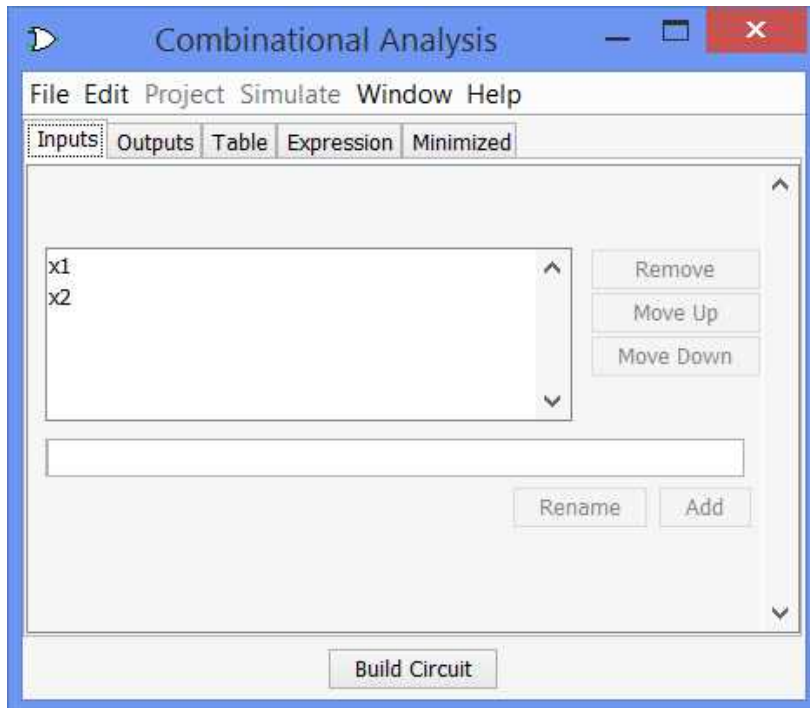 Combinational Analysis
File Edit Project Simulate Window Help
Inputs Outputs Table Expression Minimized
x1
x2
Remove
Move Up
Move Down
Rename Add
Build Circuit